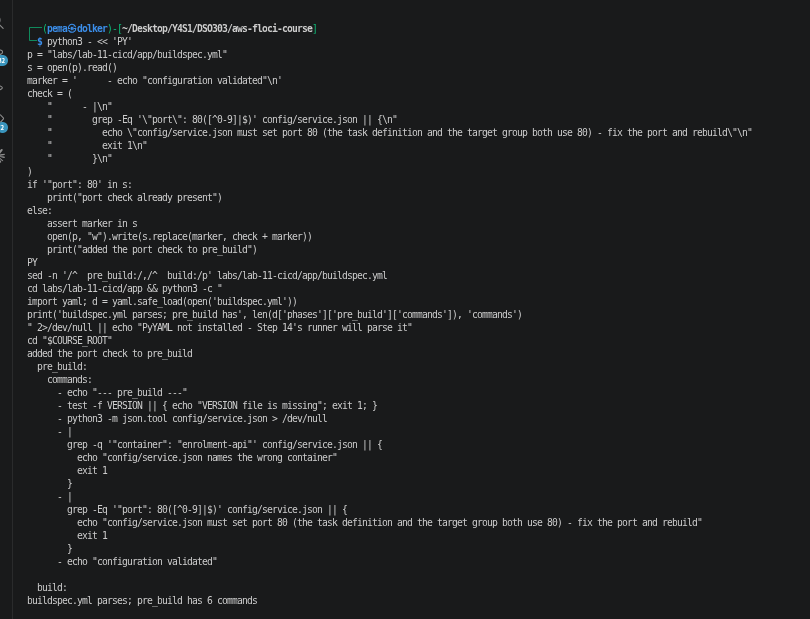 ┌──(pema㉿dolker)-[~/Desktop/Y4S1/DSO303/aws-floci-course]
└─$ python3 - << 'PY'
p = "labs/lab-11-cicd/app/buildspec.yml"
s = open(p).read()
marker = '      - echo "configuration validated"\n'
check = (
    "      - |\n"
    "        grep -Eq '\"port\": 80([^0-9]|$)' config/service.json || {\n"
    "          echo \"config/service.json must set port 80 (the task definition and the target group both use 80) - fix the port and rebuild\"\n"
    "          exit 1\n"
    "        }\n"
)
if '"port": 80' in s:
    print("port check already present")
else:
    assert marker in s
    open(p, "w").write(s.replace(marker, check + marker))
    print("added the port check to pre_build")
PY
sed -n '/^  pre_build:/,/^  build:/p' labs/lab-11-cicd/app/buildspec.yml
cd labs/lab-11-cicd/app && python3 -c "
import yaml; d = yaml.safe_load(open('buildspec.yml'))
print('buildspec.yml parses; pre_build has', len(d['phases']['pre_build']['commands']), 'commands')
" 2>/dev/null || echo "PyYAML not installed - Step 14's runner will parse it"
cd "$COURSE_ROOT"
added the port check to pre_build
  pre_build:
    commands:
      - echo "--- pre_build ---"
      - test -f VERSION || { echo "VERSION file is missing"; exit 1; }
      - python3 -m json.tool config/service.json > /dev/null
      - |
        grep -q '"container": "enrolment-api"' config/service.json || {
          echo "config/service.json names the wrong container"
          exit 1
        }
      - |
        grep -Eq '"port": 80([^0-9]|$)' config/service.json || {
          echo "config/service.json must set port 80 (the task definition and the target group both use 80) - fix the port and rebuild"
          exit 1
        }
      - echo "configuration validated"

  build:
buildspec.yml parses; pre_build has 6 commands